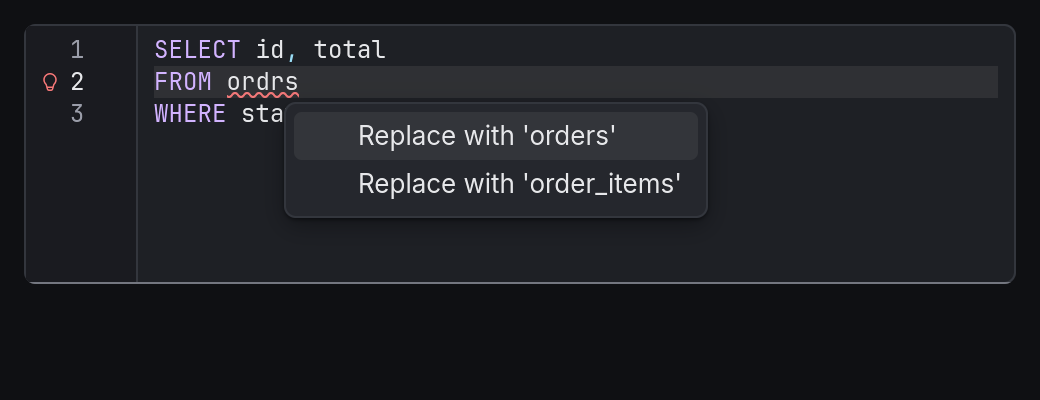 1 SELECT id, total
2 FROM ordrs
3 WHERE sta
Replace with 'orders'
Replace with 'order_items'